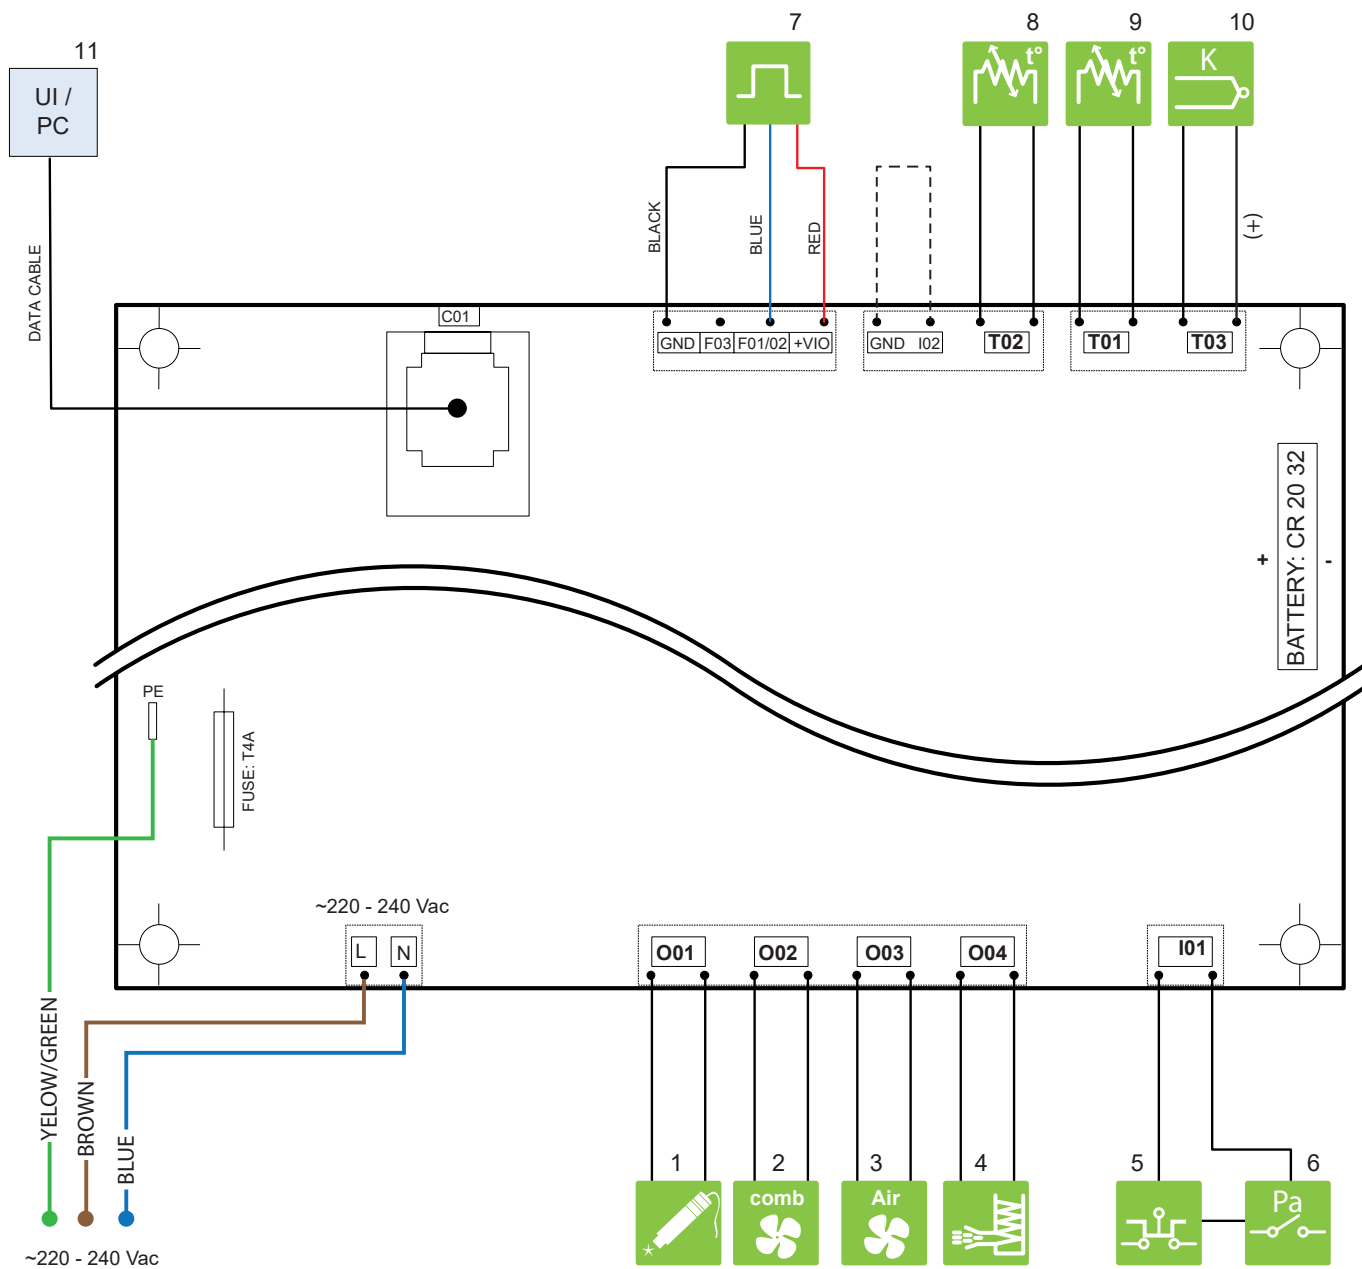 7
8
9
10
11
UI /
PC
t°
t°
K
BLACK
BLUE
RED
(+)
DATA CABLE
C01
GND F03 F01/02 +VIO
GND I02
T02
T01
T03
BATTERY: CR 20 32
+
-
PE
FUSE: T4A
~220 - 240 Vac
L N
O01
O02
O03
O04
I01
YELOW/GREEN
BROWN
BLUE
1
2
3
4
5
6
comb
Air
Pa
~220 - 240 Vac